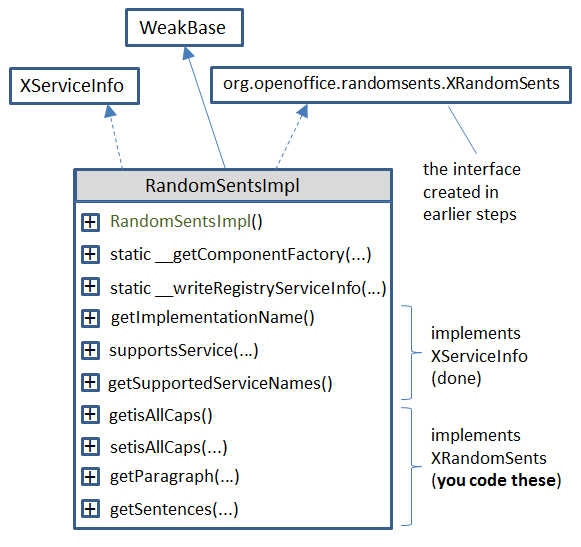 WeakBase
XServiceInfo
org.openoffice.randomsents.XRandomSents
the interface
created in
earlier steps
RandomSentsImpl
RandomSentsImpl()
static __getComponentFactory(...)
static __writeRegistryServiceInfo(...)
getImplementationName()
supportsService(...)
getSupportedServiceNames()
implements
XServiceInfo
(done)
getisAllCaps()
setisAllCaps(...)
getParagraph(...)
getSentences(...)
implements
XRandomSents
(you code these)